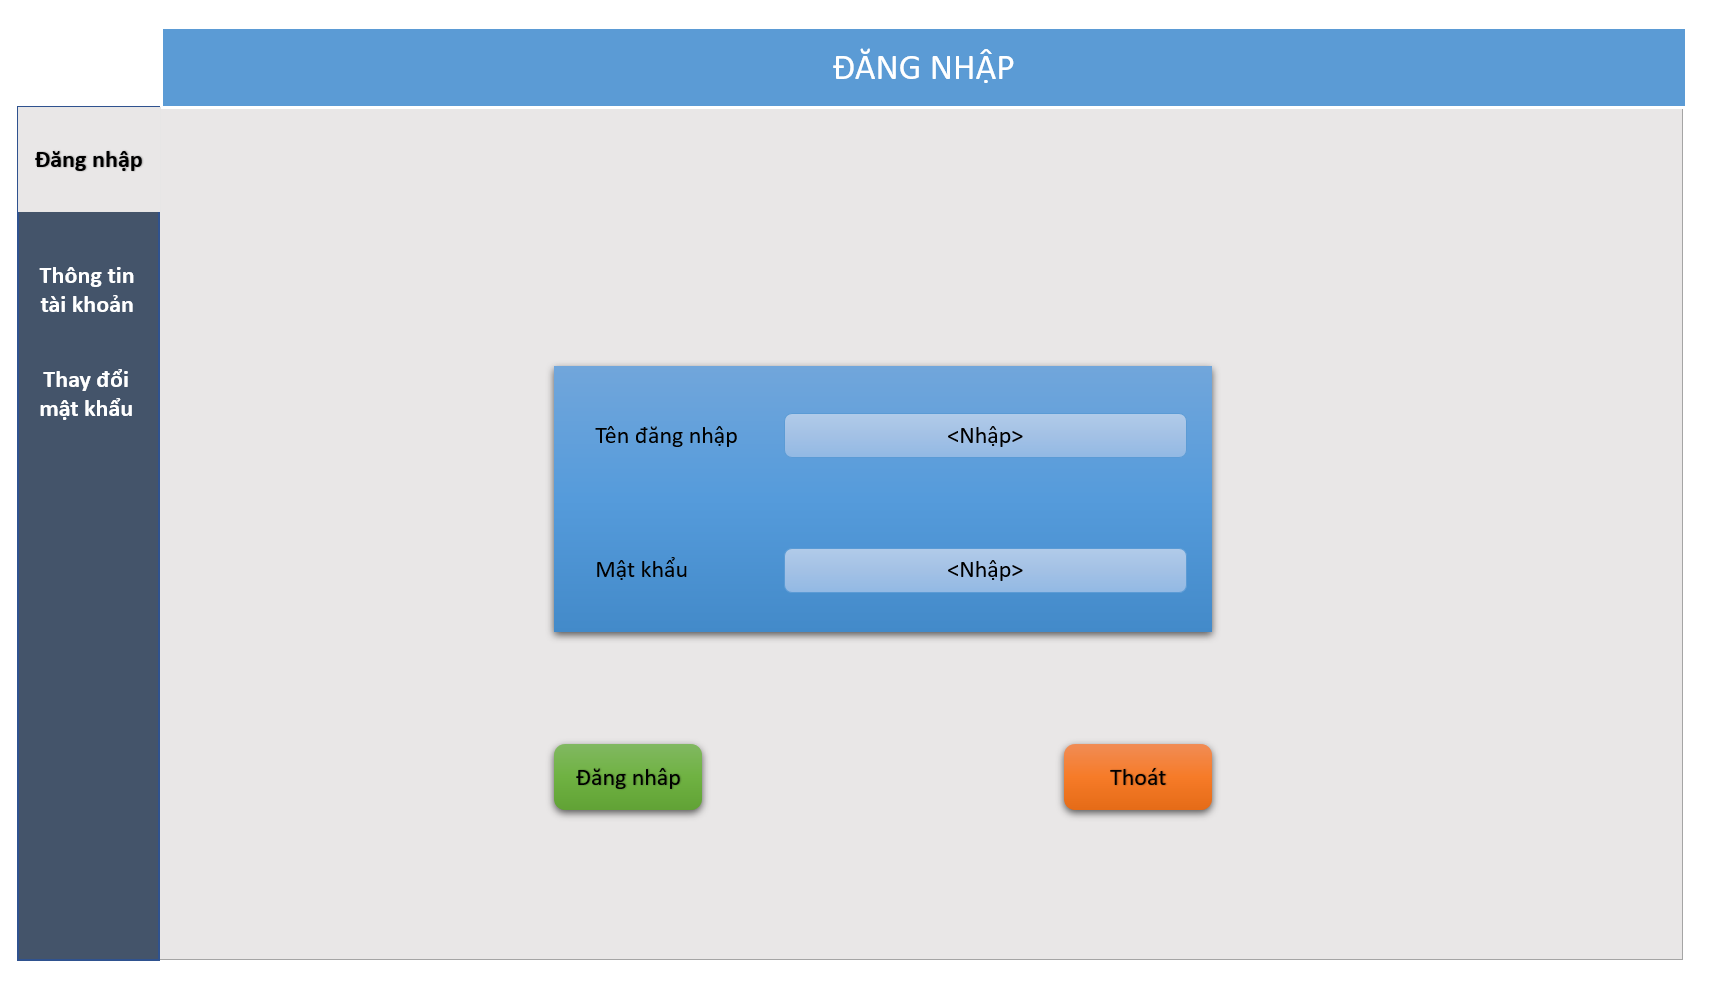 ĐĂNG NHẬP
Đăng nhập
Thông tin
tài khoản
Thay đổi
mật khẩu
Tên đăng nhập
<Nhập>
Mật khẩu
<Nhập>
Đăng nhâp
Thoát